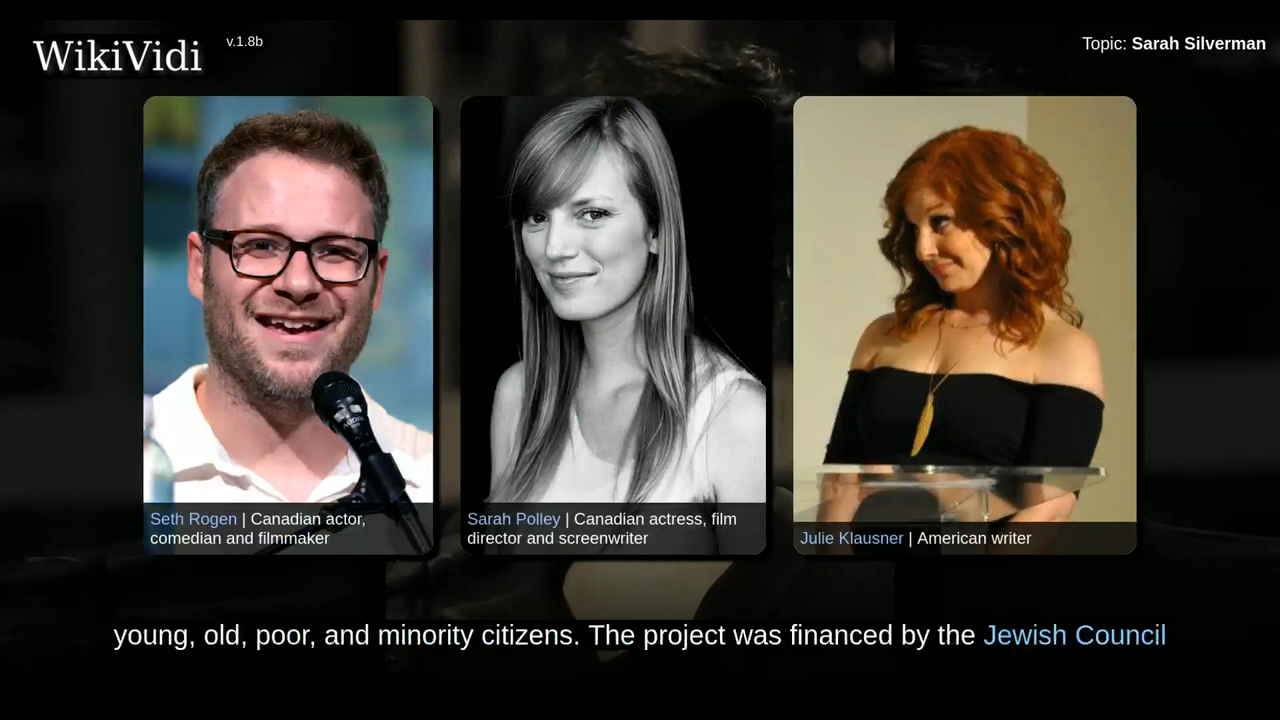 WikiVidi
v.1.8b
Topic: Sarah Silverman
Seth Rogen | Canadian actor,
comedian and filmmaker
Sarah Polley | Canadian actress, film
director and screenwriter
Julie Klausner | American writer
young, old, poor, and minority citizens. The project was financed by the Jewish Council